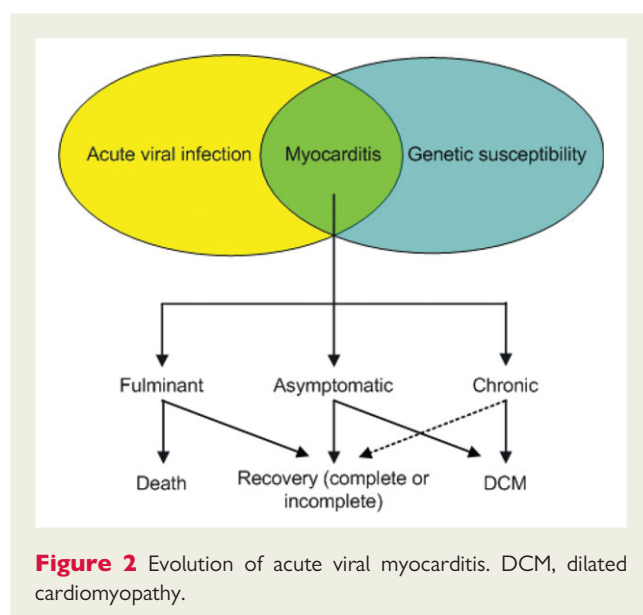 Acute viral infection Myocarditis Genetic susceptibility
Fulminant Asymptomatic Chronic
Death Recovery (complete or incomplete) DCM
Figure 2 Evolution of acute viral myocarditis. DCM, dilated
cardiomyopathy.